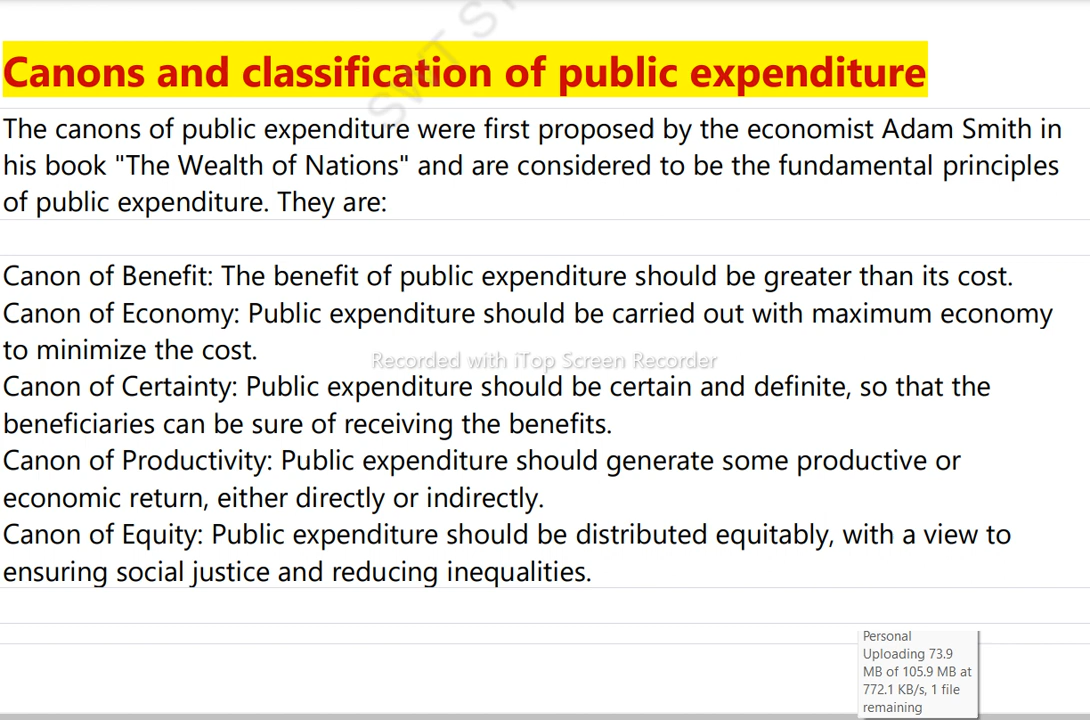 Canons and classification of public expenditure
The canons of public expenditure were first proposed by the economist Adam Smith in
his book "The Wealth of Nations" and are considered to be the fundamental principles
of public expenditure. They are:
Canon of Benefit: The benefit of public expenditure should be greater than its cost.
Canon of Economy: Public expenditure should be carried out with maximum economy
to minimize the cost.
Recorded with iTop Screen Recorder
Canon of Certainty: Public expenditure should be certain and definite, so that the
beneficiaries can be sure of receiving the benefits.
Canon of Productivity: Public expenditure should generate some productive or
economic return, either directly or indirectly.
Canon of Equity: Public expenditure should be distributed equitably, with a view to
ensuring social justice and reducing inequalities.
Personal
Uploading 73.9
MB of 105.9 MB at
772.1 KB/s, 1 file
remaining